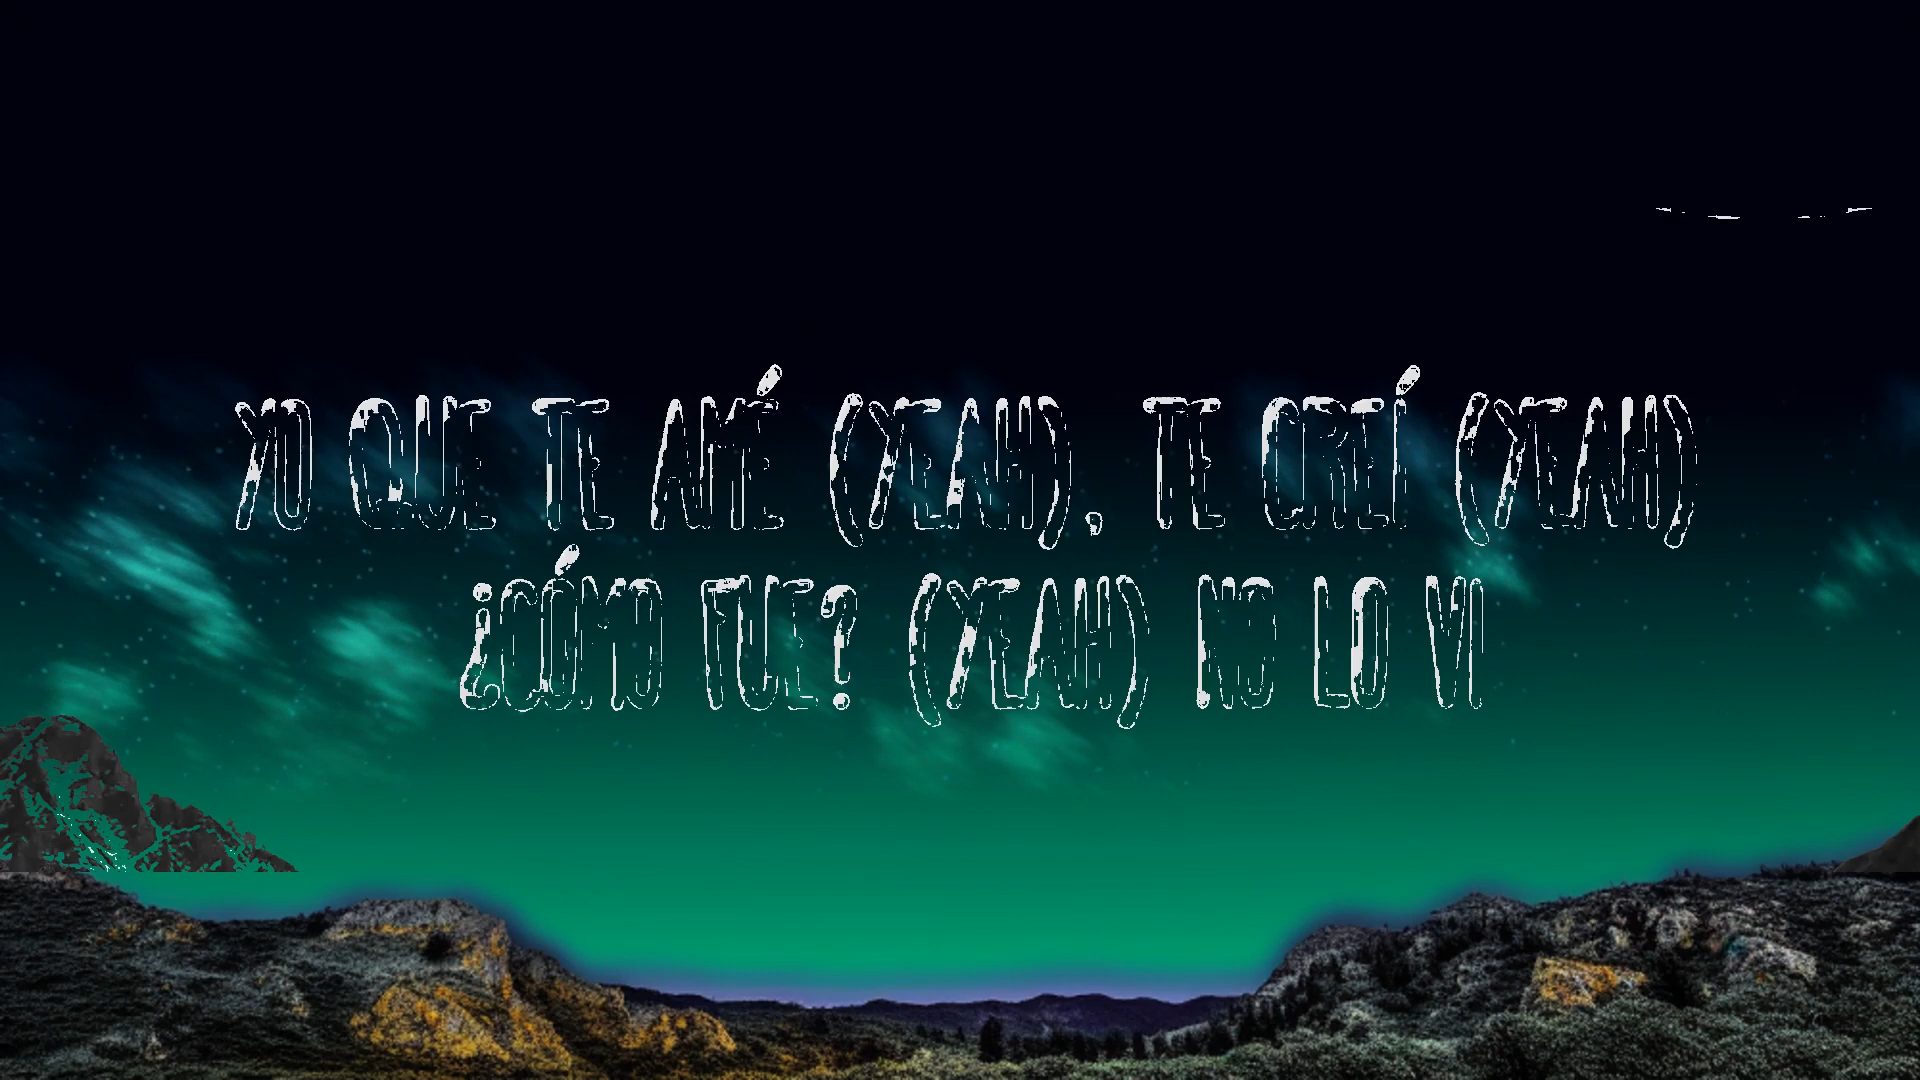 YO QUE TE AMÉ (YEAH), TE CREÍ (YEAH)
¿CÓMO FUE? (YEAH) NO LO VI